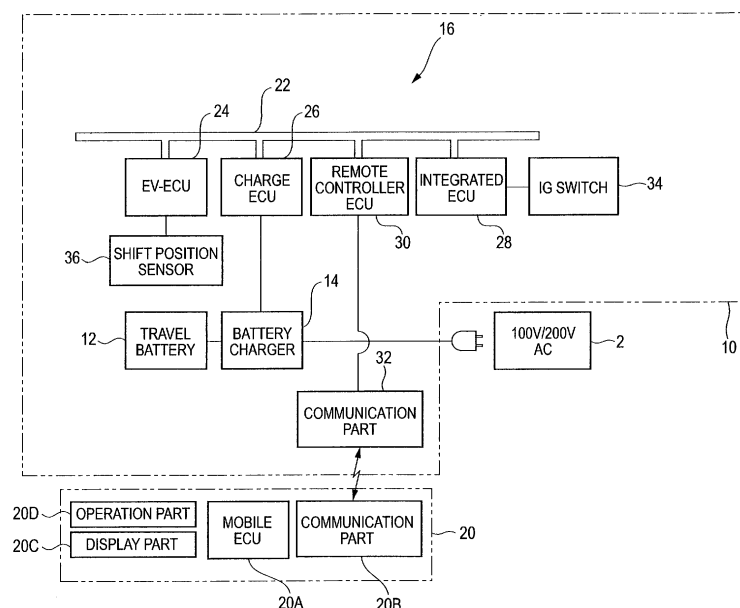 16
22
24
26
EV-ECU
CHARGE
ECU
REMOTE
CONTROLLER
ECU
INTEGRATED
ECU
IG SWITCH
34
30
28
36
SHIFT POSITION
SENSOR
14
12
TRAVEL
BATTERY
BATTERY
CHARGER
100V/200V
AC
2
10
32
COMMUNICATION
PART
20D
OPERATION PART
20C
DISPLAY PART
MOBILE
ECU
COMMUNICATION
PART
20
20A
20B